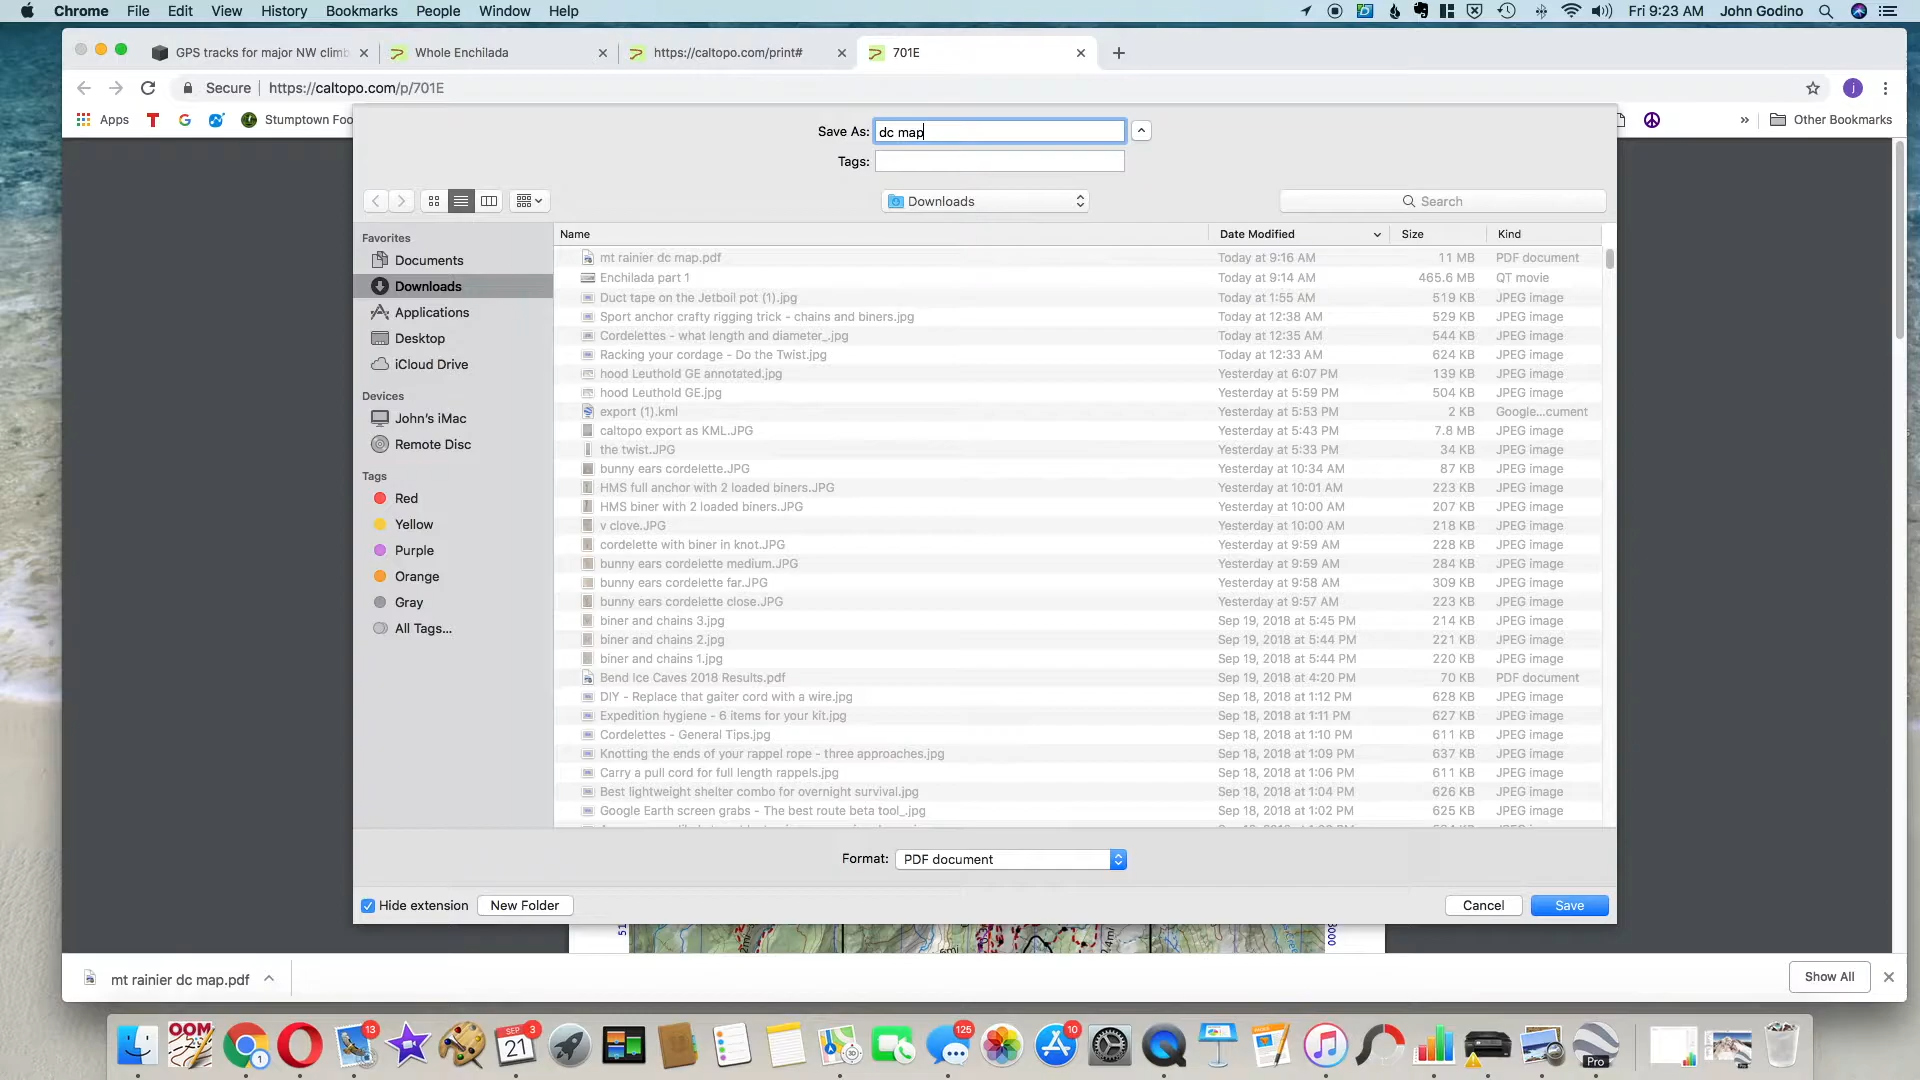 Chrome File Edit View History Bookmarks People Window Help Fri 9:23 AM John Godino
GPS tracks for major NW climb Whole Enchilada https://caltopo.com/print# 701E
Secure https://caltopo.com/p/701E
Apps Stumptown Foo Other Bookmarks
Save As: dc map
Tags:
Downloads Search
Favorites
Documents
Downloads
Applications
Desktop
iCloud Drive
Devices
John's iMac
Remote Disc
Tags
Red
Yellow
Purple
Orange
Gray
All Tags...
Name Date Modified Size Kind
mt rainier dc map.pdf Today at 9:16 AM 11 MB PDF document
Enchilada part 1 Today at 9:14 AM 465.6 MB QT movie
Duct tape on the Jetboil pot (1).jpg Today at 1:55 AM 519 KB JPEG image
Sport anchor crafty rigging trick - chains and biners.jpg Today at 12:38 AM 529 KB JPEG image
Cordelettes - what length and diameter_.jpg Today at 12:35 AM 544 KB JPEG image
Racking your cordage - Do the Twist.jpg Today at 12:33 AM 624 KB JPEG image
hood Leuthold GE annotated.jpg Yesterday at 6:07 PM 139 KB JPEG image
hood Leuthold GE.jpg Yesterday at 5:59 PM 504 KB JPEG image
export (1).kml Yesterday at 5:53 PM 2 KB Google...cument
caltopo export as KML.JPG Yesterday at 5:43 PM 7.8 MB JPEG image
the twist.JPG Yesterday at 5:33 PM 34 KB JPEG image
bunny ears cordelette.JPG Yesterday at 10:34 AM 87 KB JPEG image
HMS full anchor with 2 loaded biners.JPG Yesterday at 10:01 AM 223 KB JPEG image
HMS biner with 2 loaded biners.JPG Yesterday at 10:00 AM 207 KB JPEG image
v clove.JPG Yesterday at 10:00 AM 218 KB JPEG image
cordelette with biner in knot.JPG Yesterday at 9:59 AM 228 KB JPEG image
bunny ears cordelette medium.JPG Yesterday at 9:59 AM 284 KB JPEG image
bunny ears cordelette far.JPG Yesterday at 9:58 AM 309 KB JPEG image
bunny ears cordelette close.JPG Yesterday at 9:57 AM 223 KB JPEG image
biner and chains 3.jpg Sep 19, 2018 at 5:45 PM 214 KB JPEG image
biner and chains 2.jpg Sep 19, 2018 at 5:44 PM 221 KB JPEG image
biner and chains 1.jpg Sep 19, 2018 at 5:44 PM 220 KB JPEG image
Bend Ice Caves 2018 Results.pdf Sep 19, 2018 at 4:20 PM 70 KB PDF document
DIY - Replace that gaiter cord with a wire.jpg Sep 18, 2018 at 1:12 PM 628 KB JPEG image
Expedition hygiene - 6 items for your kit.jpg Sep 18, 2018 at 1:11 PM 627 KB JPEG image
Cordelettes - General Tips.jpg Sep 18, 2018 at 1:10 PM 611 KB JPEG image
Knotting the ends of your rappel rope - three approaches.jpg Sep 18, 2018 at 1:09 PM 637 KB JPEG image
Carry a pull cord for full length rappels.jpg Sep 18, 2018 at 1:06 PM 611 KB JPEG image
Best lightweight shelter combo for overnight survival.jpg Sep 18, 2018 at 1:04 PM 626 KB JPEG image
Google Earth screen grabs - The best route beta tool_.jpg Sep 18, 2018 at 1:02 PM 625 KB JPEG image
Format: PDF document
Hide extension New Folder Cancel Save
mt rainier dc map.pdf Show All
OOM 1 13 SEP 21 3 125 10 Pro